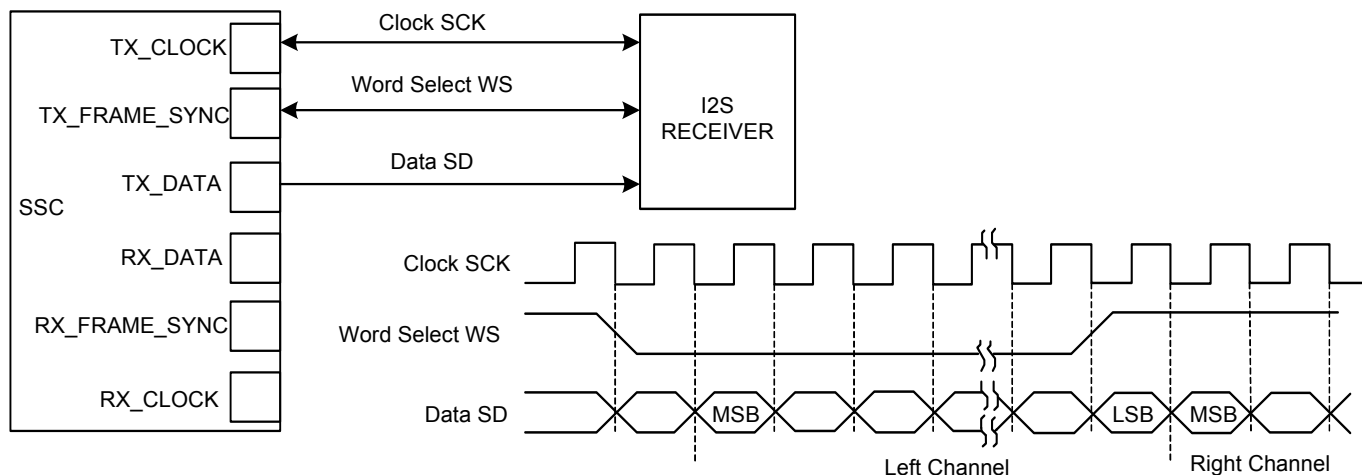 Clock SCK
TX_CLOCK
Word Select WS
TX_FRAME_SYNC
I2S
RECEIVER
Data SD
TX_DATA
SSC
RX_DATA
RX_FRAME_SYNC
RX_CLOCK
Clock SCK
Word Select WS
Data SD
MSB
LSB
MSB
Left Channel
Right Channel